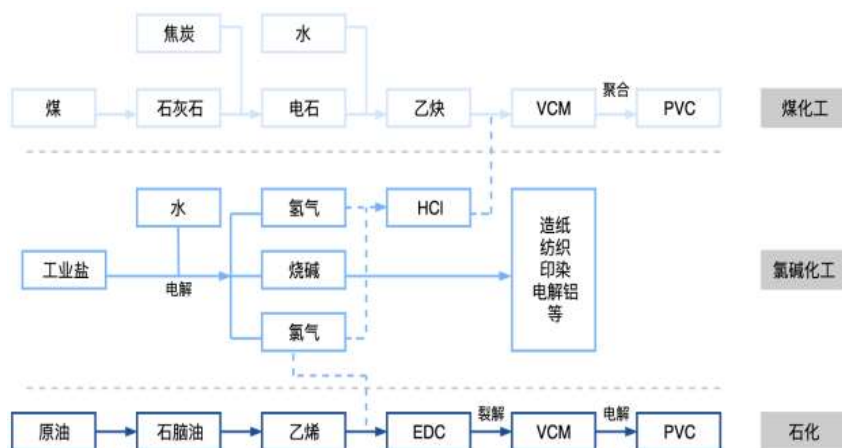 焦炭
水
煤
石灰石
电石
乙炔
VCM
聚合
PVC
煤化工
水
氢气
HCl
工业盐
电解
烧碱
氯气
造纸
纺织
印染
电解铝
等
氯碱化工
原油
石脑油
乙烯
EDC
裂解
VCM
电解
PVC
石化